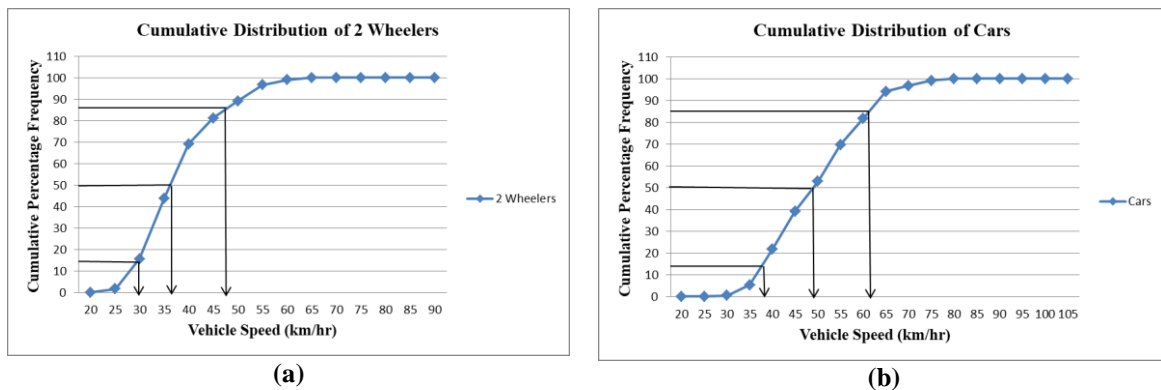 Cumulative Distribution of 2 Wheelers
Cumulative Percentage Frequency
110
100
90
80
70
60
50
40
30
20
10
0
20 25 30 35 40 45 50 55 60 65 70 75 80 85 90
Vehicle Speed (km/hr)
2 Wheelers
(a)
Cumulative Distribution of Cars
Cumulative Percentage Frequency
110
100
90
80
70
60
50
40
30
20
10
0
20 25 30 35 40 45 50 55 60 65 70 75 80 85 90 95 100 105
Vehicle Speed (km/hr)
Cars
(b)